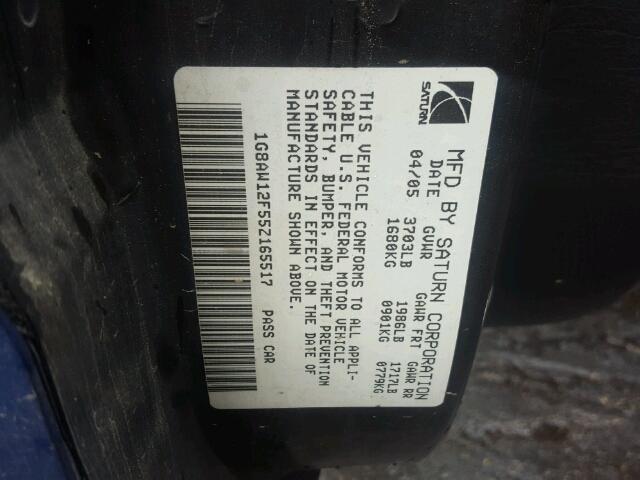 SATURN
MFD BY SATURN CORPORATION
DATE GVWR GAWR FRT GAWR RR
04/05 3703LB 1986LB 1717LB
1680KG 0901KG 0779KG
THIS VEHICLE CONFORMS TO ALL APPLI-
CABLE U.S. FEDERAL MOTOR VEHICLE
SAFETY, BUMPER, AND THEFT PREVENTION
STANDARDS IN EFFECT ON THE DATE OF
MANUFACTURE SHOWN ABOVE.
1G8AW12F55Z165517 PASS CAR